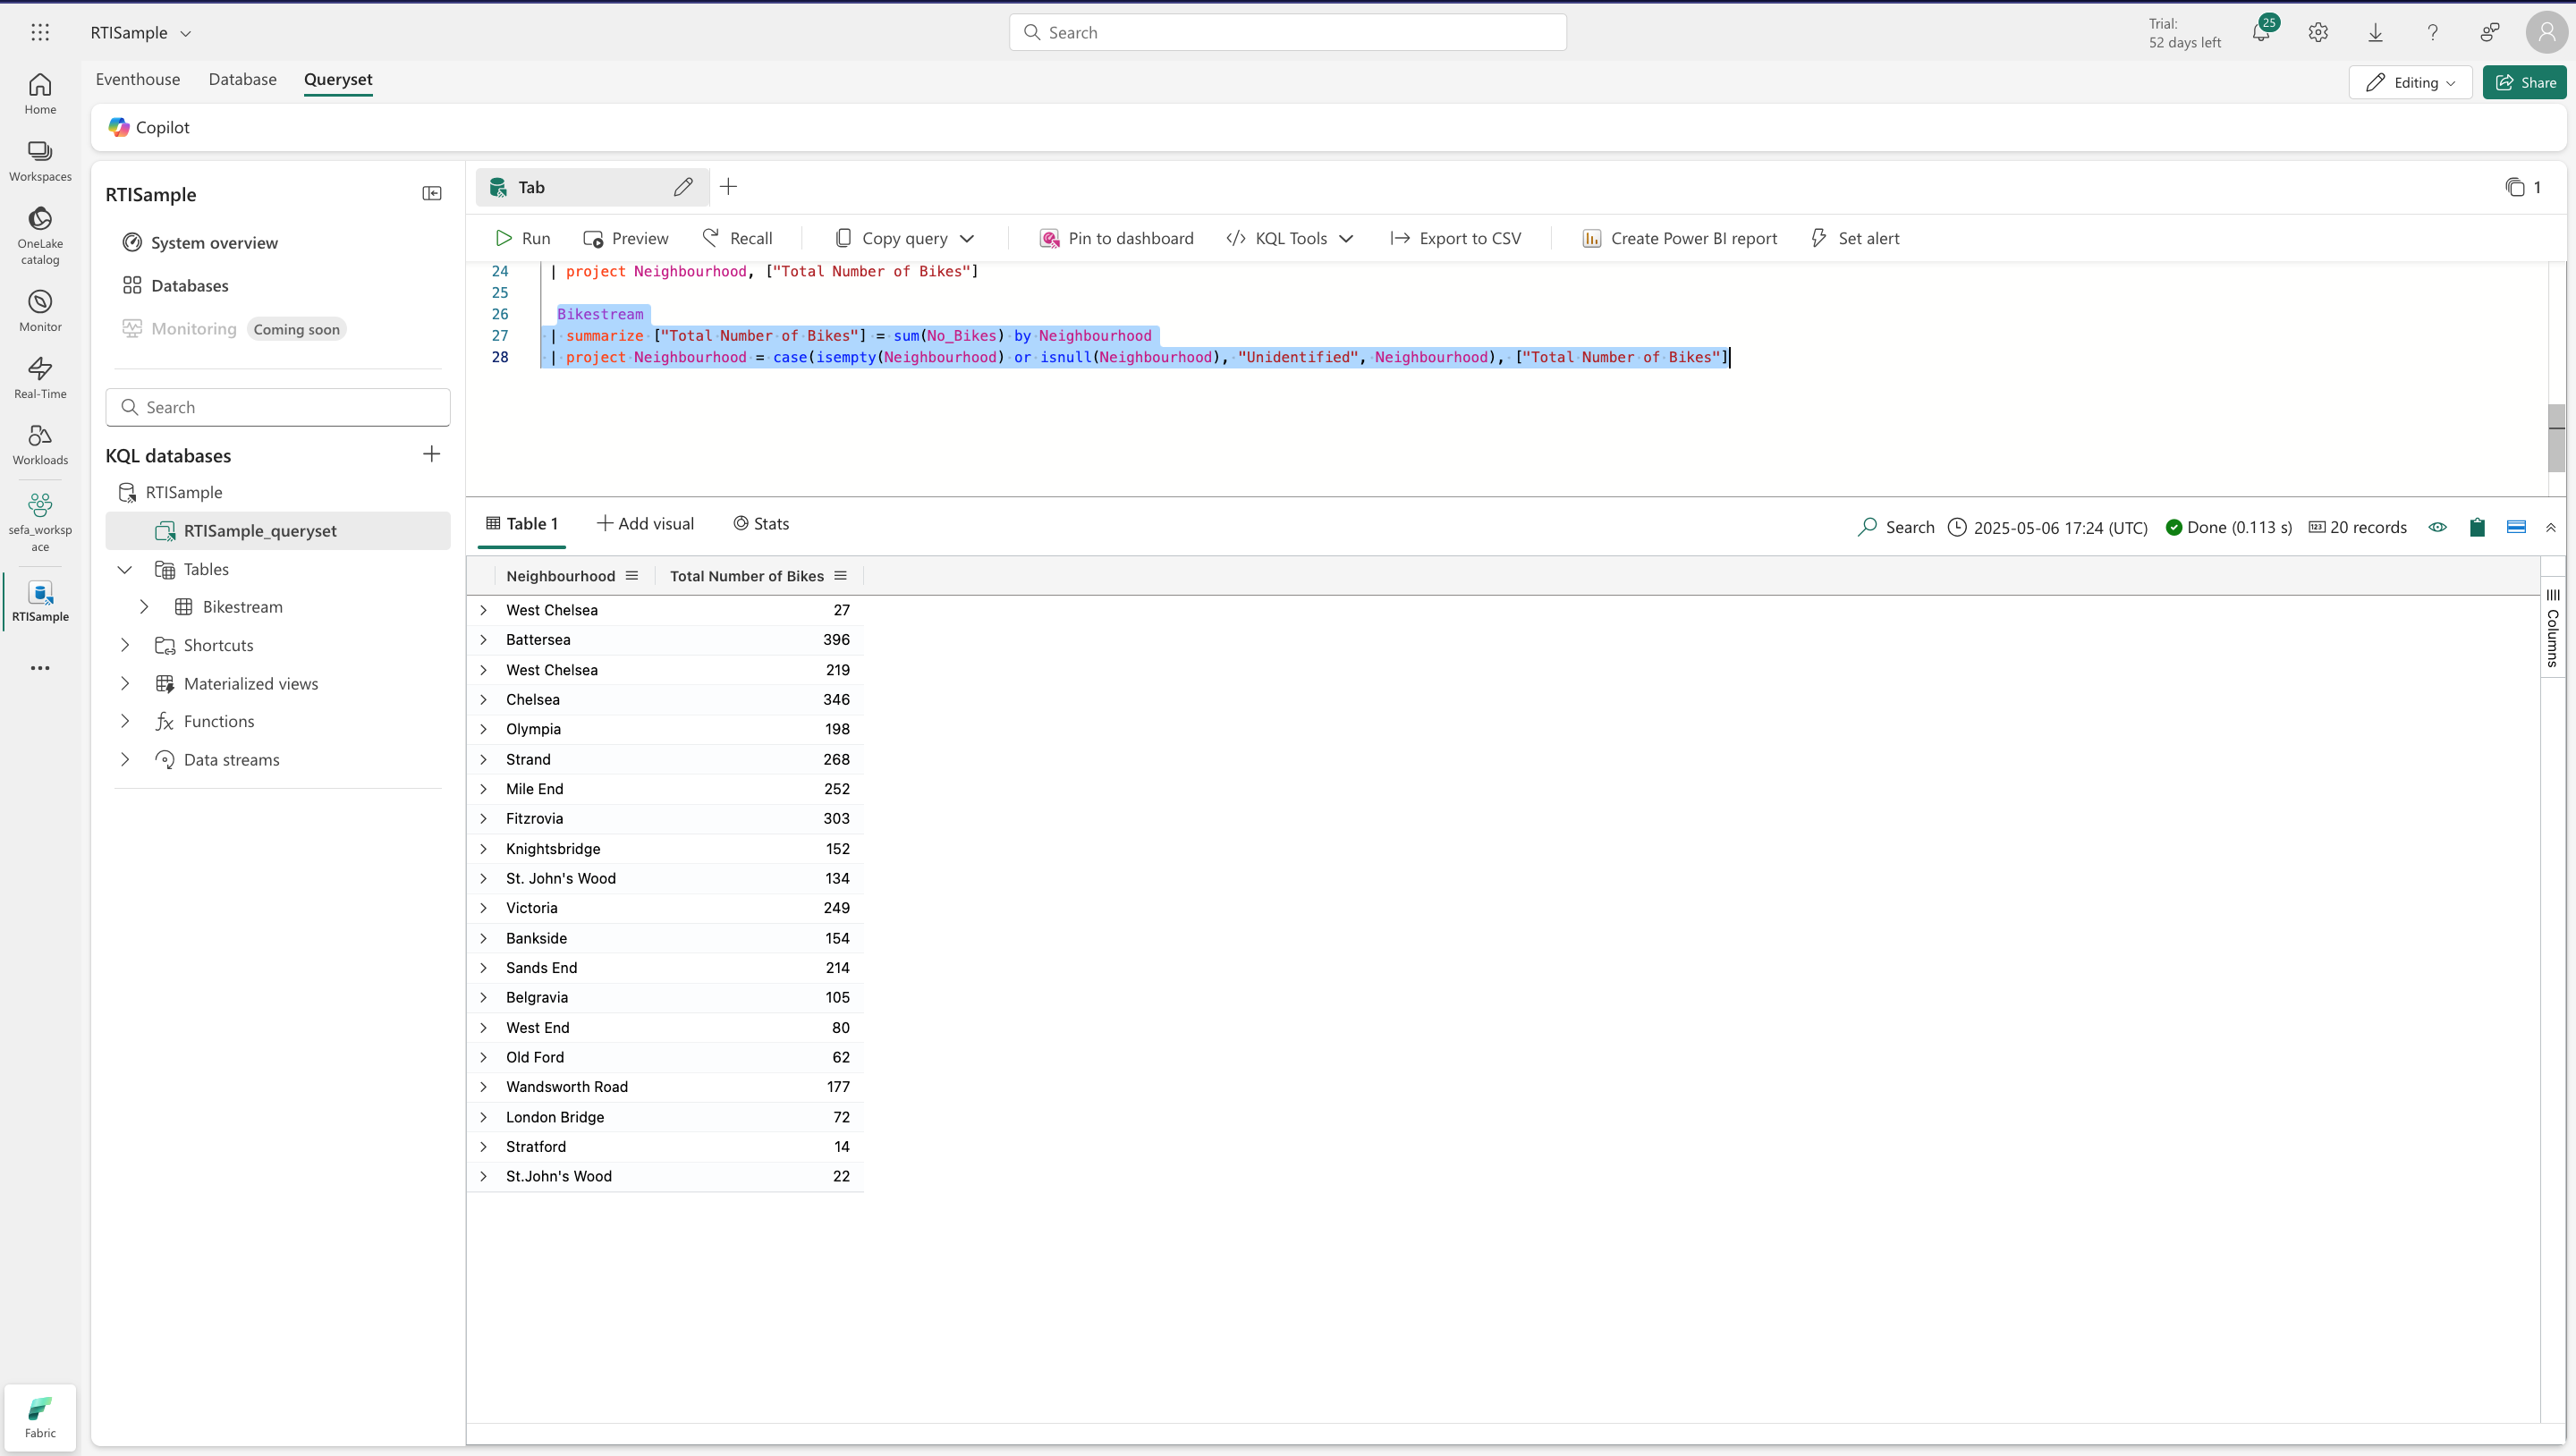 RTISample
Search
Trial:
52 days left
25
Eventhouse Database Queryset
Editing
Share
Copilot
Home
Workspaces
OneLake
catalog
Monitor
Real-Time
Workloads
sefa_worksp
ace
RTISample
Fabric
RTISample
System overview
Databases
Monitoring Coming soon
Search
KQL databases
RTISample
RTISample_queryset
Tables
Bikestream
Shortcuts
Materialized views
Functions
Data streams
Tab
1
Run Preview Recall Copy query Pin to dashboard KQL Tools Export to CSV Create Power BI report Set alert
24 | project Neighbourhood, ["Total Number of Bikes"]
25
26 Bikestream
27 | summarize ["Total Number of Bikes"] = sum(No_Bikes) by Neighbourhood
28 | project Neighbourhood = case(isempty(Neighbourhood) or isnull(Neighbourhood), "Unidentified", Neighbourhood), ["Total Number of Bikes"]
Table 1 Add visual Stats
Search 2025-05-06 17:24 (UTC) Done (0.113 s) 123 20 records
Neighbourhood Total Number of Bikes
West Chelsea 27
Battersea 396
West Chelsea 219
Chelsea 346
Olympia 198
Strand 268
Mile End 252
Fitzrovia 303
Knightsbridge 152
St. John's Wood 134
Victoria 249
Bankside 154
Sands End 214
Belgravia 105
West End 80
Old Ford 62
Wandsworth Road 177
London Bridge 72
Stratford 14
St.John's Wood 22
Columns